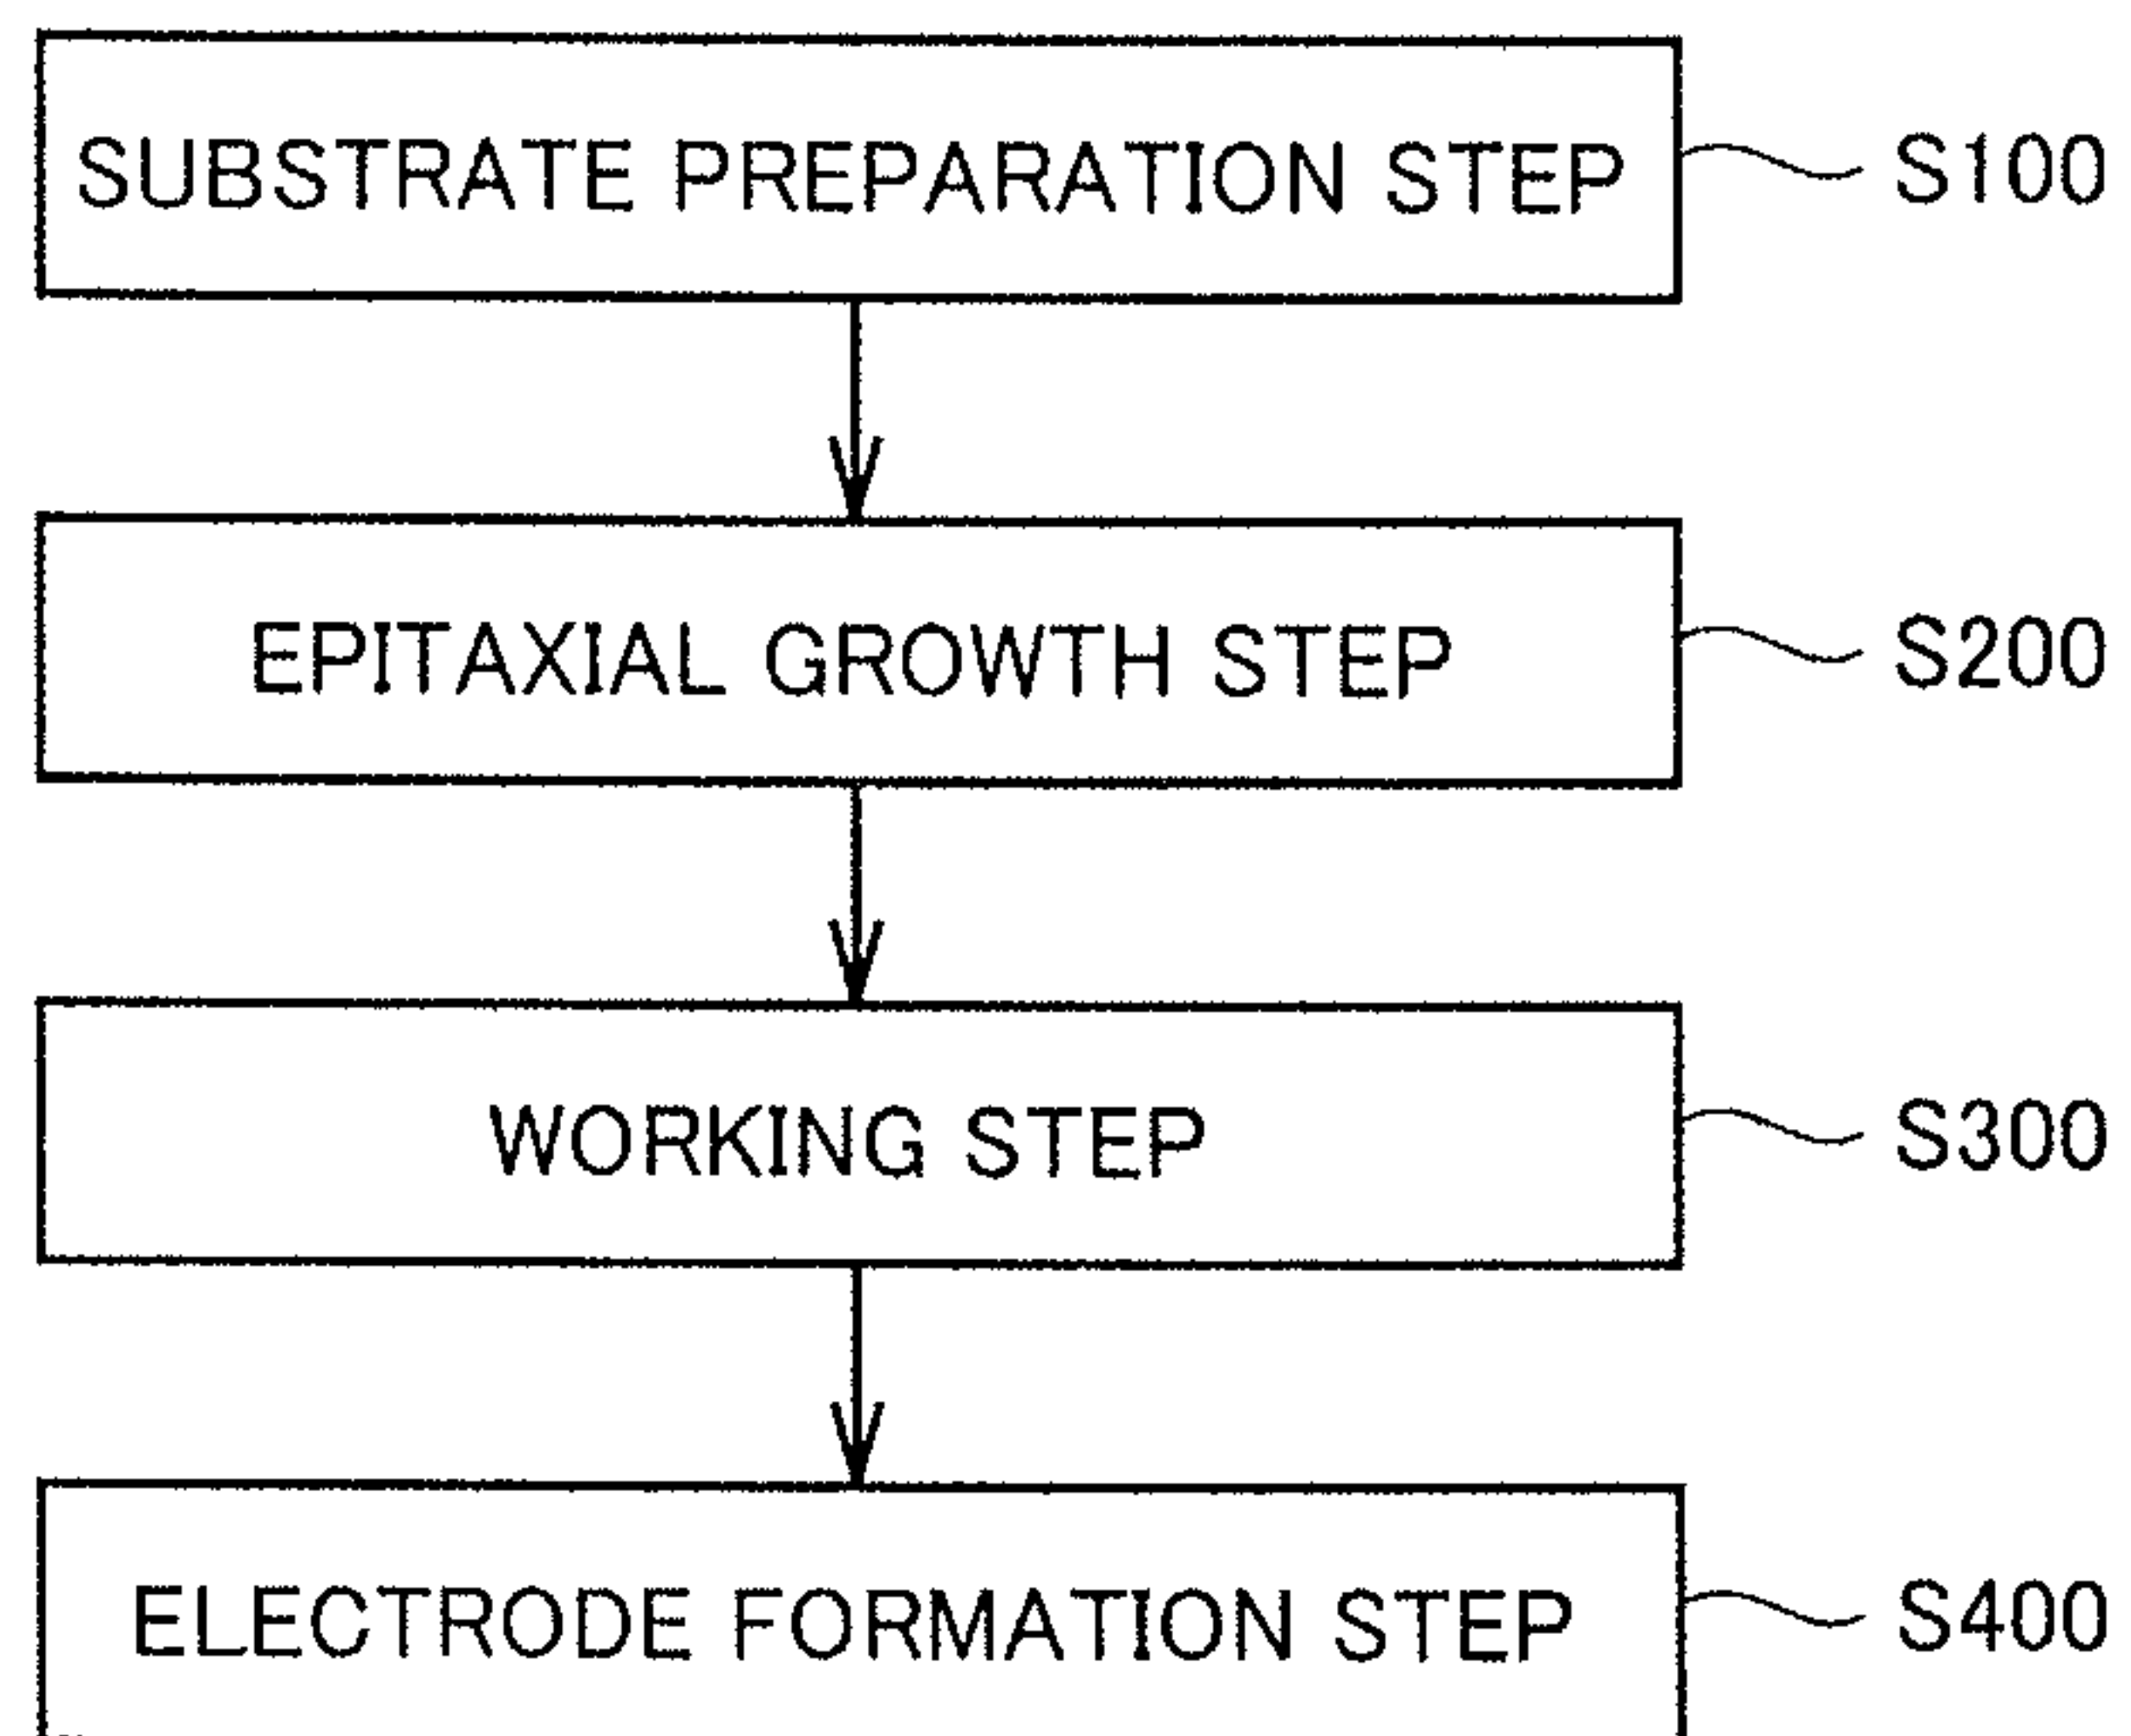 SUBSTRATE PREPARATION STEP S100
EPITAXIAL GROWTH STEP S200
WORKING STEP S300
ELECTRODE FORMATION STEP S400